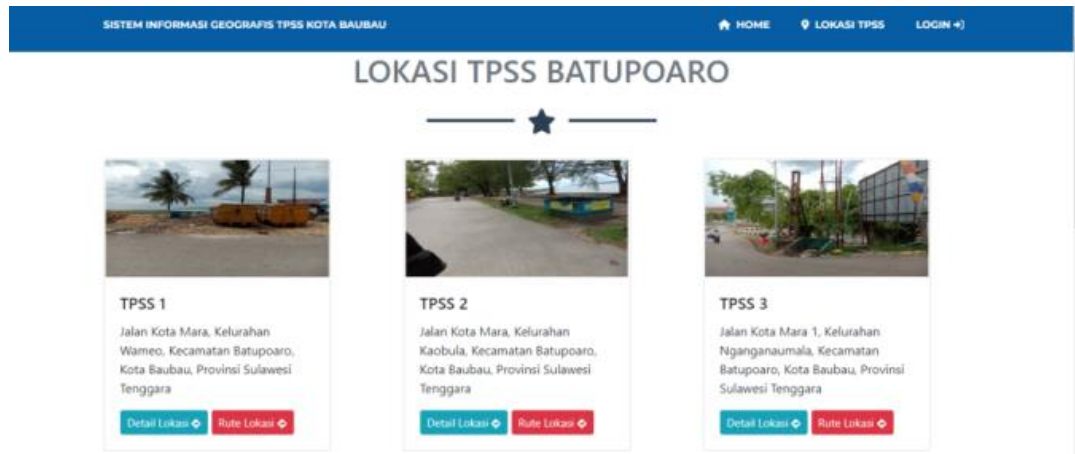 SISTEM INFORMASI GEOGRAFIS TPSS KOTA BAUBAU
HOME
LOKASI TPSS
LOGIN
LOKASI TPSS BATUPOARO
TPSS 1
Jalan Kota Mara, Kelurahan
Wameo, Kecamatan Batupoaro,
Kota Baubau, Provinsi Sulawesi
Tenggara
Detail Lokasi
Rute Lokasi
TPSS 2
Jalan Kota Mara, Kelurahan
Kaobula, Kecamatan Batupoaro,
Kota Baubau, Provinsi Sulawesi
Tenggara
Detail Lokasi
Rute Lokasi
TPSS 3
Jalan Kota Mara 1, Kelurahan
Nganganaumala, Kecamatan
Batupoaro, Kota Baubau, Provinsi
Sulawesi Tenggara
Detail Lokasi
Rute Lokasi